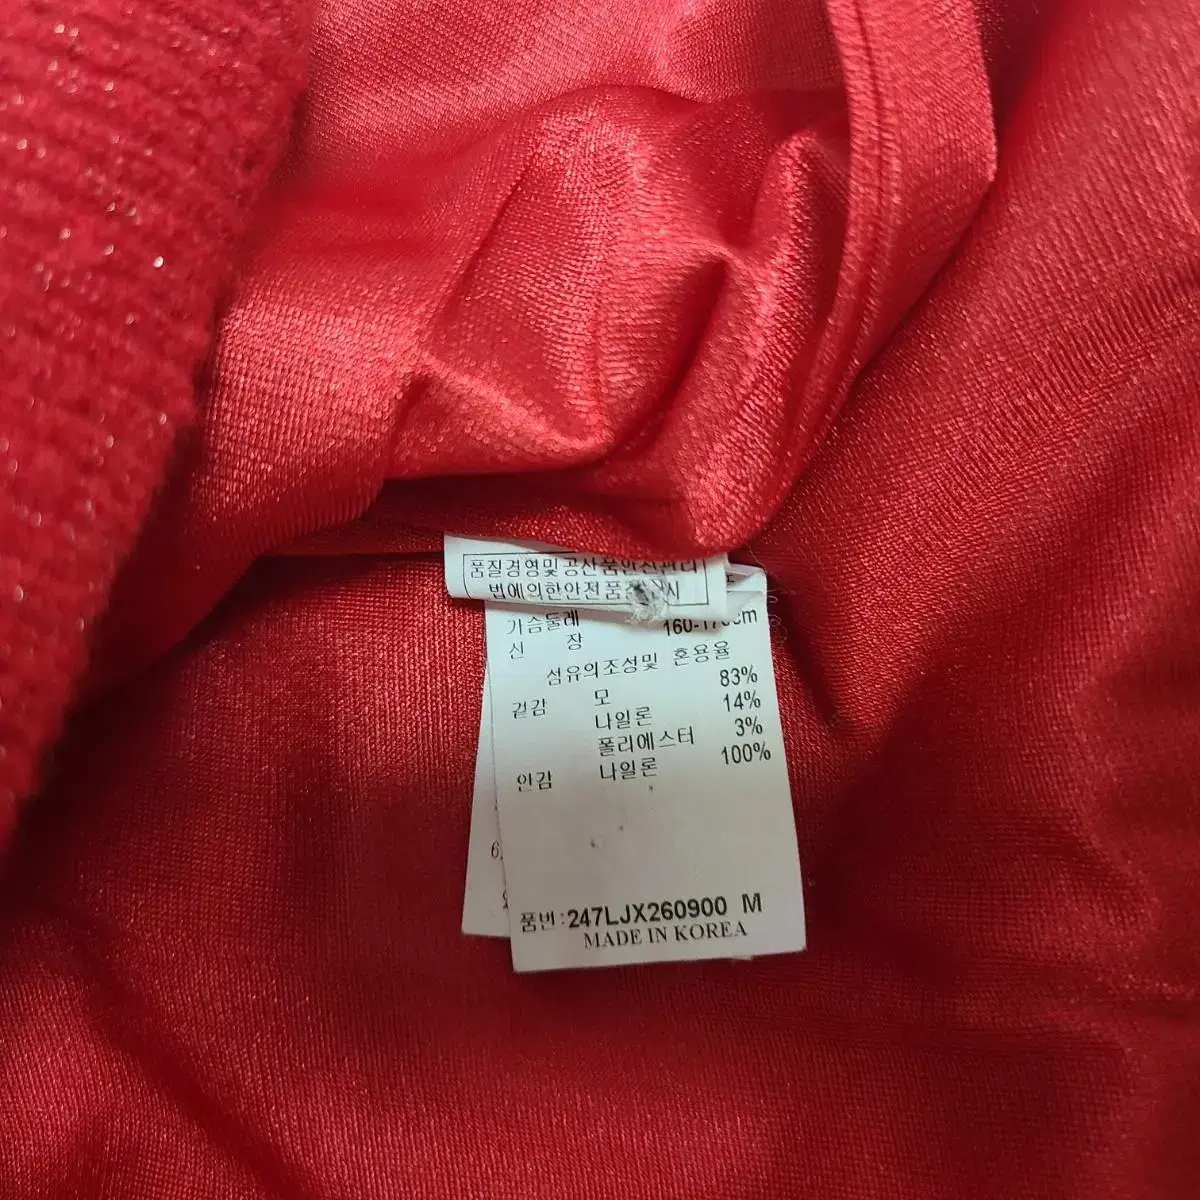 품질경영및공산품안전관리
법에의한안전품질표시
가슴둘레
신 장 160-170cm
섬유의조성및 혼용율
겉감 모 83%
나일론 14%
폴리에스터 3%
안감 나일론 100%
품번:247LJX260900 M
MADE IN KOREA